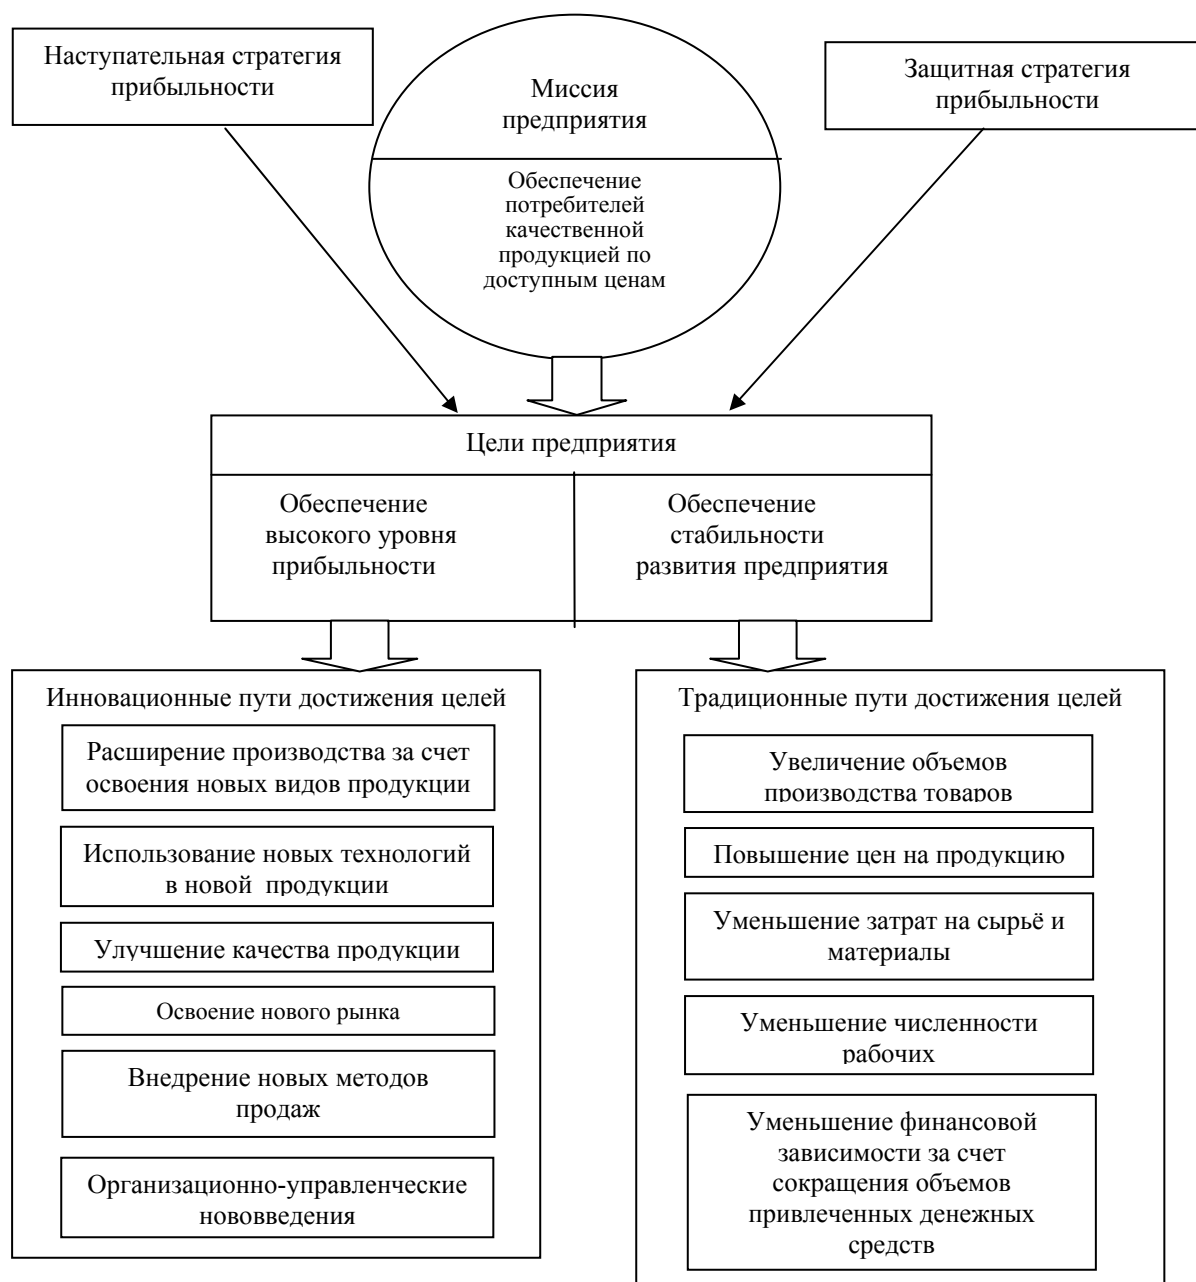 Наступательная стратегия
прибыльности
Миссия
предприятия
Обеспечение
потребителей
качественной
продукцией по
доступным ценам
Защитная стратегия
прибыльности
Цели предприятия
Обеспечение
высокого уровня
прибыльности
Обеспечение
стабильности
развития предприятия
Инновационные пути достижения целей
Расширение производства за счет
освоения новых видов продукции
Использование новых технологий
в новой продукции
Улучшение качества продукции
Освоение нового рынка
Внедрение новых методов
продаж
Организационно-управленческие
нововведения
Традиционные пути достижения целей
Увеличение объемов
производства товаров
Повышение цен на продукцию
Уменьшение затрат на сырьё и
материалы
Уменьшение численности
рабочих
Уменьшение финансовой
зависимости за счет
сокращения объемов
привлеченных денежных
средств